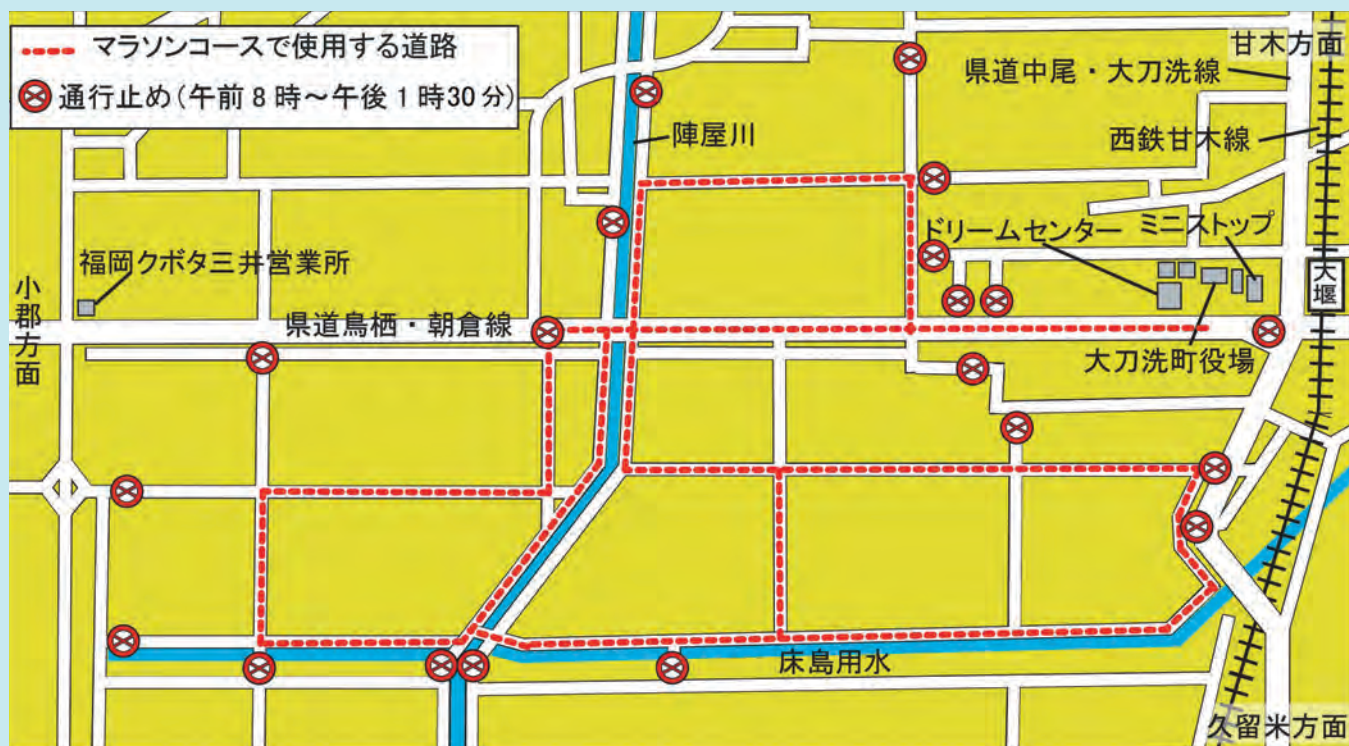 マラソンコースで使用する道路
通行止め(午前8時~午後1時30分)
甘木方面
県道中尾・大刀洗線
西鉄甘木線
陣屋川
ドリームセンター
ミニストップ
福岡クボタ三井営業所
大堰
小郡方面
県道鳥栖・朝倉線
大刀洗町役場
床島用水
久留米方面